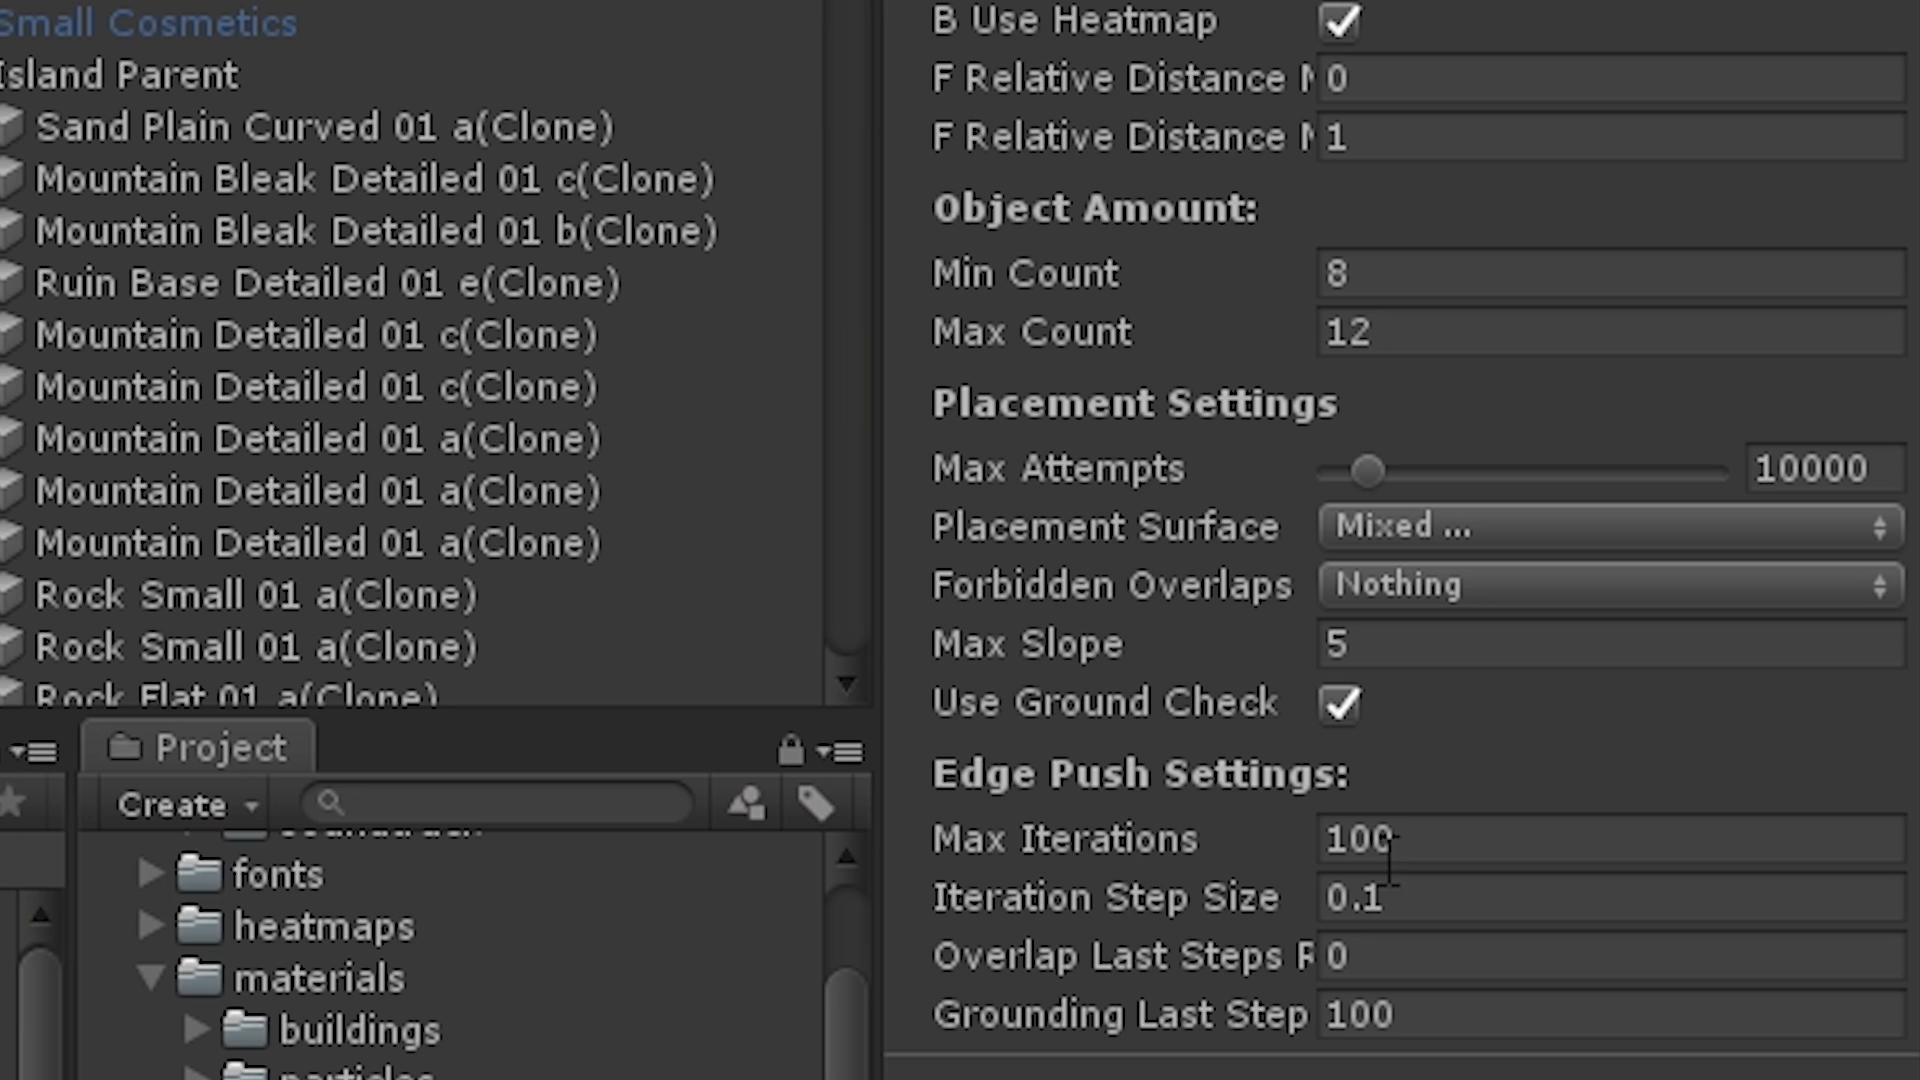 Small Cosmetics
Island Parent
Sand Plain Curved 01 a(Clone)
Mountain Bleak Detailed 01 c(Clone)
Mountain Bleak Detailed 01 b(Clone)
Ruin Base Detailed 01 e(Clone)
Mountain Detailed 01 c(Clone)
Mountain Detailed 01 c(Clone)
Mountain Detailed 01 a(Clone)
Mountain Detailed 01 a(Clone)
Mountain Detailed 01 a(Clone)
Rock Small 01 a(Clone)
Rock Small 01 a(Clone)
Rock Flat 01 a(Clone)
Project
Create
fonts
heatmaps
materials
buildings
particles
B Use Heatmap
F Relative Distance M 0
F Relative Distance M 1
Object Amount:
Min Count 8
Max Count 12
Placement Settings
Max Attempts 10000
Placement Surface Mixed ...
Forbidden Overlaps Nothing
Max Slope 5
Use Ground Check
Edge Push Settings:
Max Iterations 100
Iteration Step Size 0.1
Overlap Last Steps R 0
Grounding Last Step 100